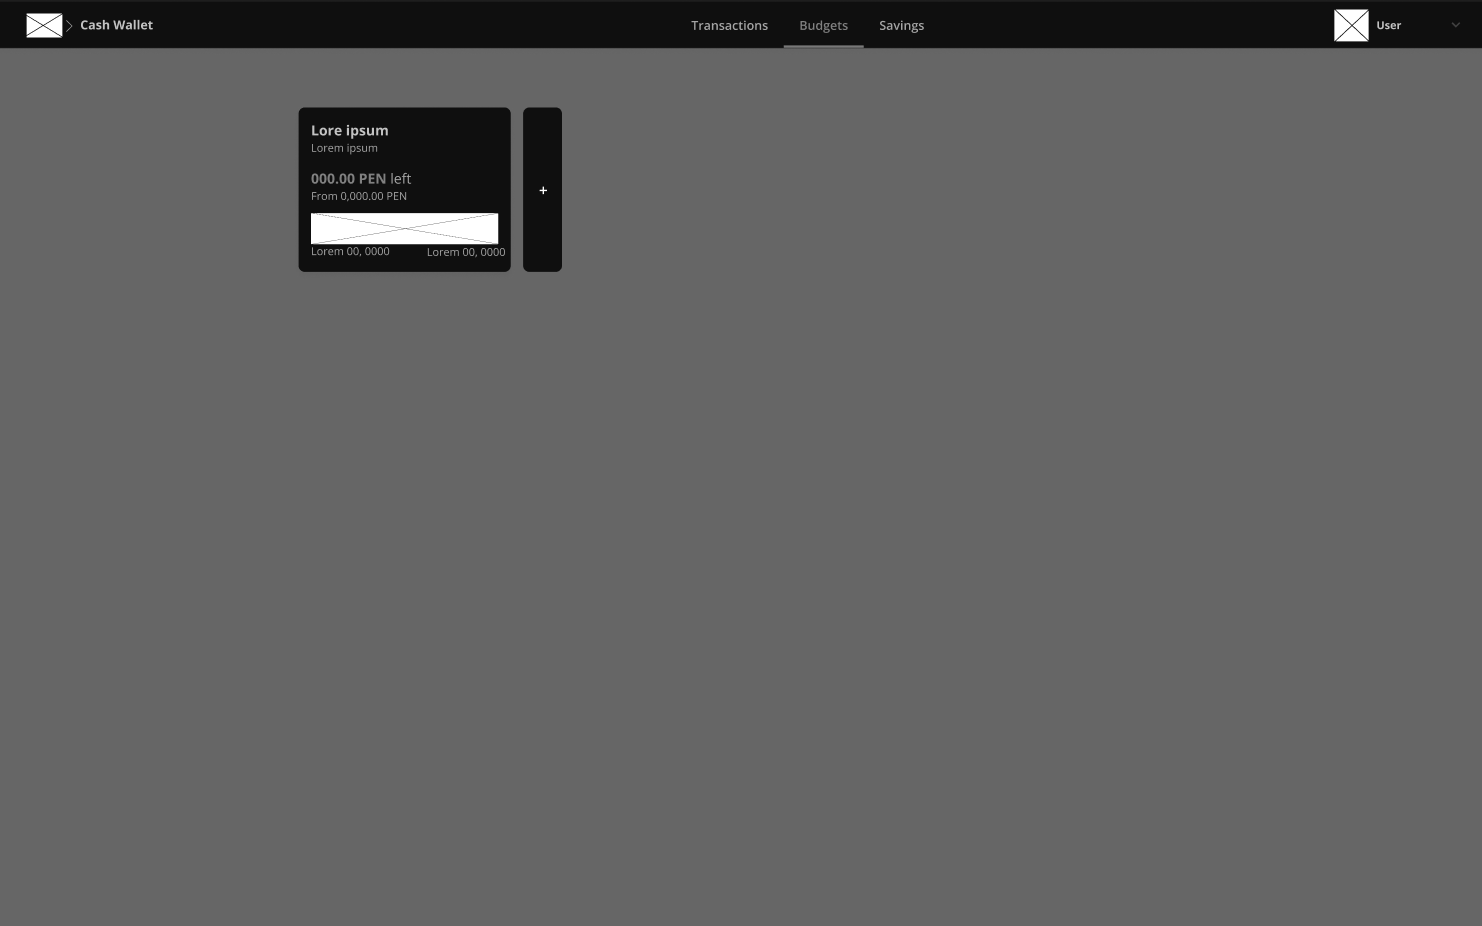 Cash Wallet
Transactions
Budgets
Savings
User
Lore ipsum
Lorem ipsum
000.00 PEN left
From 0,000.00 PEN
Lorem 00, 0000
Lorem 00, 0000
+